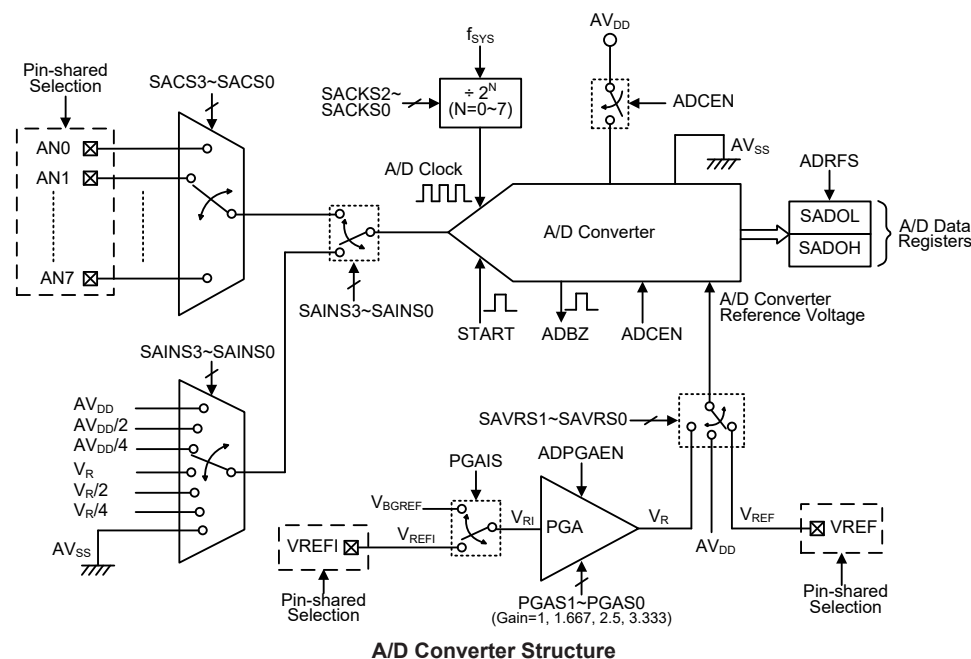 Pin-shared
Selection
SACS3~SACS0
AN0
AN1
AN7
SAINS3~SAINS0
f_SYS
SACKS2~
SACKS0
÷ 2^N
(N=0~7)
A/D Clock
AV_DD
ADCEN
AV_SS
A/D Converter
ADRFS
SADOL
SADOH
A/D Data
Registers
START
ADBZ
ADCEN
A/D Converter
Reference Voltage
SAINS3~SAINS0
AV_DD
AV_DD/2
AV_DD/4
V_R
V_R/2
V_R/4
AV_SS
SAVRS1~SAVRS0
PGAIS
ADPGAEN
V_BGREF
V_REFI
VREFI
V_RI
PGA
V_R
AV_DD
V_REF
VREF
Pin-shared
Selection
PGAS1~PGAS0
(Gain=1, 1.667, 2.5, 3.333)
Pin-shared
Selection
A/D Converter Structure